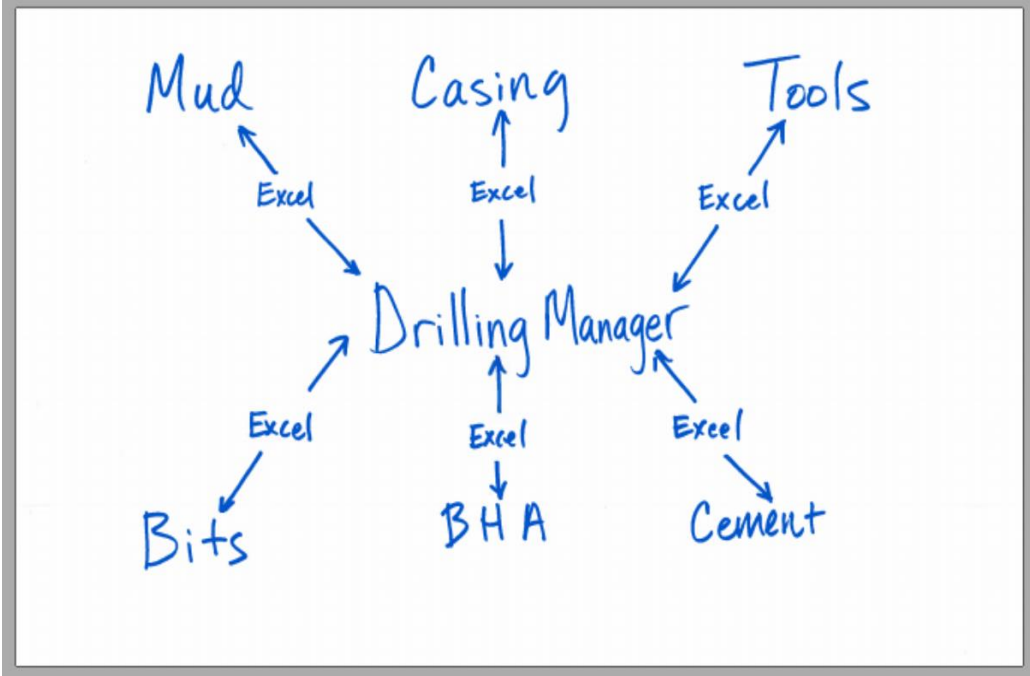 Mud Casing Tools
Excel Excel Excel
Drilling Manager
Excel Excel Excel
Bits BHA Cement